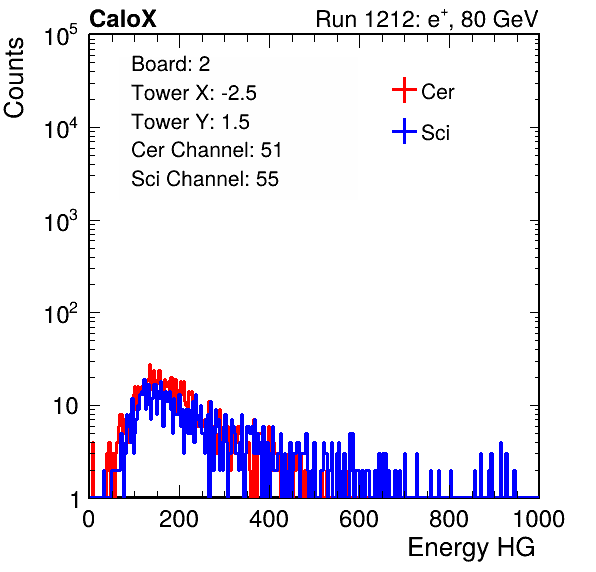 CaloX Run 1212: e⁺, 80 GeV
Counts
10⁵
10⁴
10³
10²
10
1
Board: 2
Tower X: -2.5
Tower Y: 1.5
Cer Channel: 51
Sci Channel: 55
Cer
Sci
0 200 400 600 800 1000
Energy HG